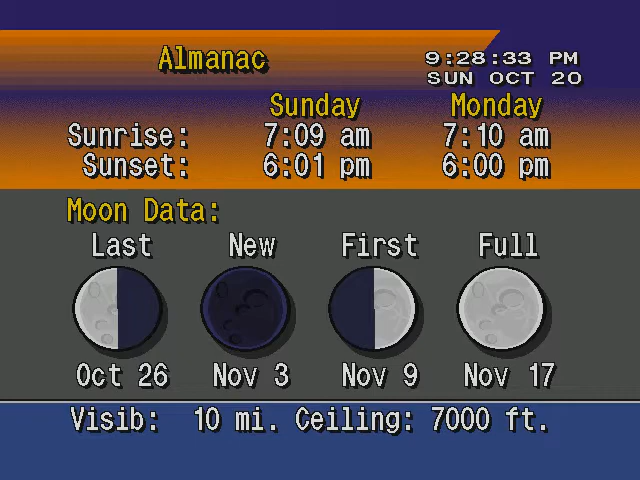 Almanac
9:28:33 PM
SUN OCT 20
Sunday Monday
Sunrise: 7:09 am 7:10 am
Sunset: 6:01 pm 6:00 pm
Moon Data:
Last New First Full
Oct 26 Nov 3 Nov 9 Nov 17
Visib: 10 mi. Ceiling: 7000 ft.